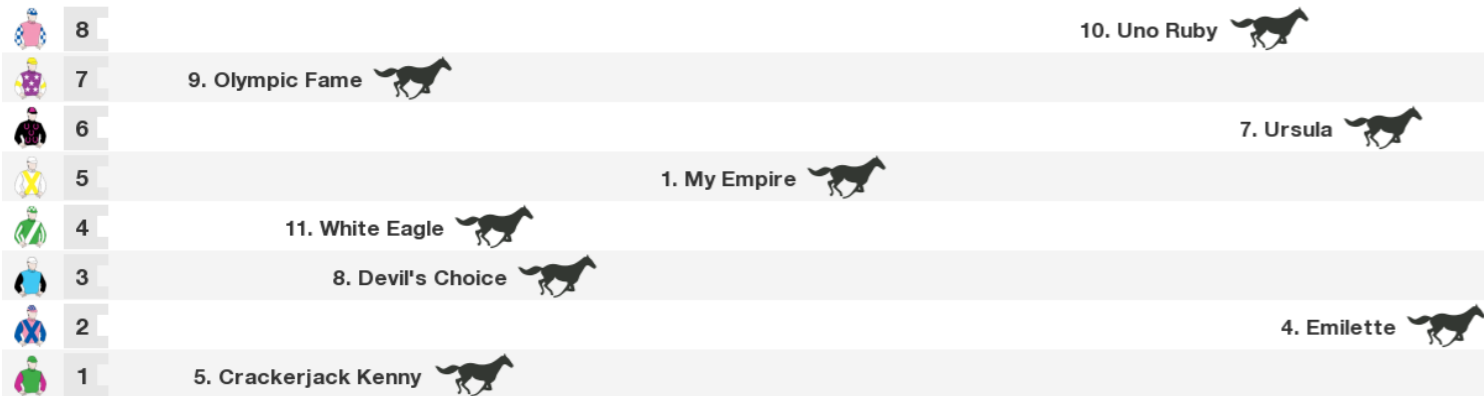 8 10. Uno Ruby
7 9. Olympic Fame
6 7. Ursula
5 1. My Empire
4 11. White Eagle
3 8. Devil's Choice
2 4. Emilette
1 5. Crackerjack Kenny